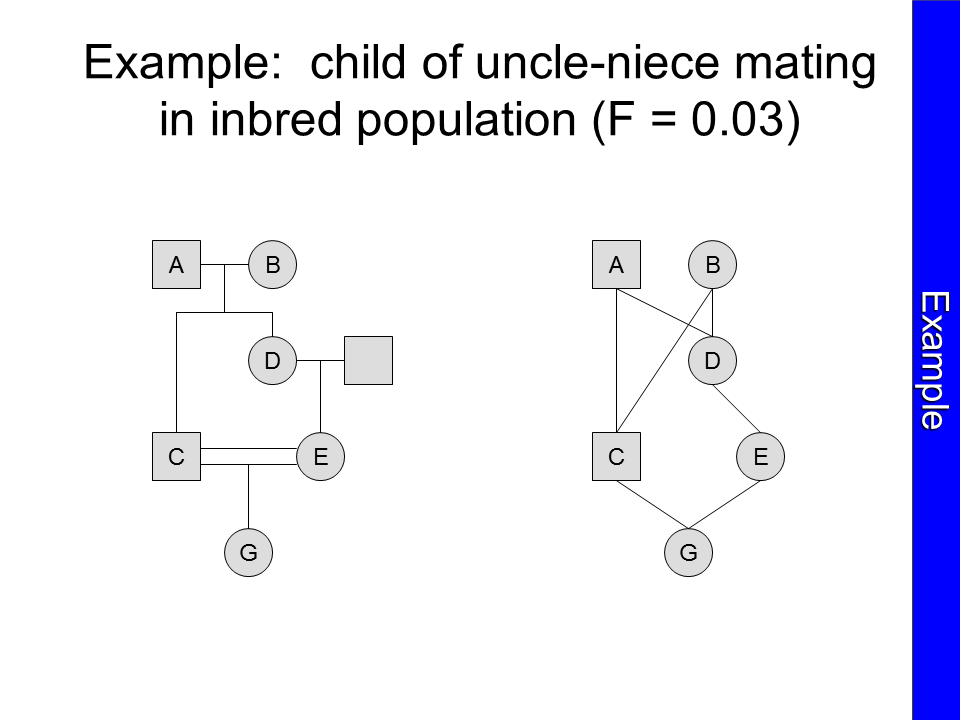 Example:  child of uncle-niece mating
in inbred population (F = 0.03)
A B
D
C E
G
A B
D
C E
G
Example